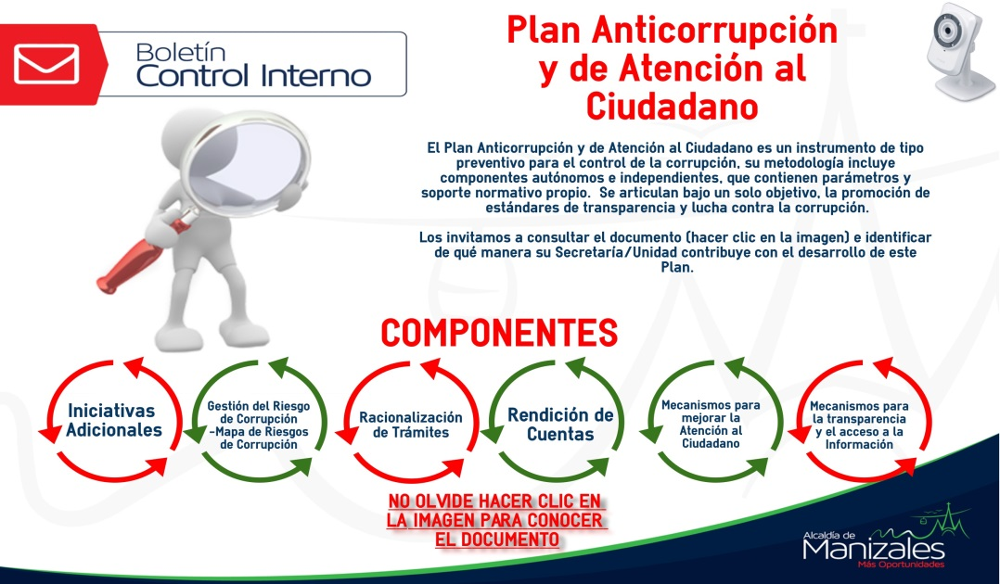 Boletín
Control Interno
Plan Anticorrupción
y de Atención al
Ciudadano
El Plan Anticorrupción y de Atención al Ciudadano es un instrumento de tipo
preventivo para el control de la corrupción, su metodología incluye
componentes autónomos e independientes, que contienen parámetros y
soporte normativo propio. Se articulan bajo un solo objetivo, la promoción de
estándares de transparencia y lucha contra la corrupción.
Los invitamos a consultar el documento (hacer clic en la imagen) e identificar
de qué manera su Secretaría/Unidad contribuye con el desarrollo de este
Plan.
COMPONENTES
Iniciativas
Adicionales
Gestión del Riesgo
de Corrupción
-Mapa de Riesgos
de Corrupción
Racionalización
de Trámites
Rendición de
Cuentas
Mecanismos para
mejorar la
Atención al
Ciudadano
Mecanismos para
la transparencia
y el acceso a la
Información
NO OLVIDE HACER CLIC EN
LA IMAGEN PARA CONOCER
EL DOCUMENTO
Alcaldía de
Manizales
Más Oportunidades